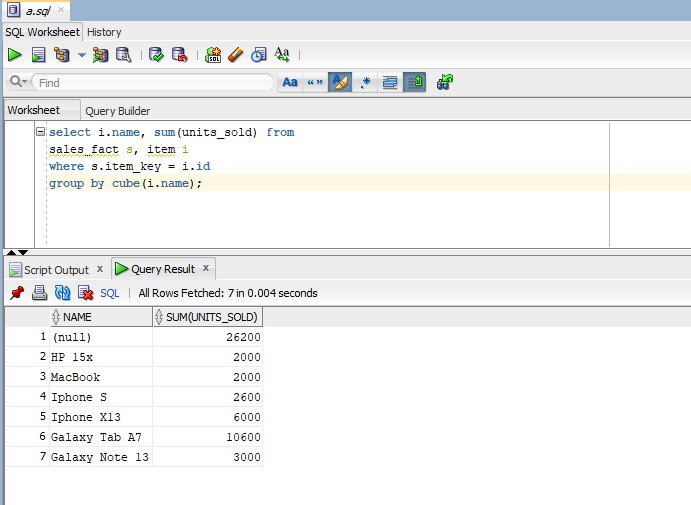 a.sql ×
SQL Worksheet History
SQL
Aa
Find
Aa “” .*
Worksheet Query Builder
select i.name, sum(units_sold) from
sales_fact s, item i
where s.item_key = i.id
group by cube(i.name);
Script Output x Query Result x
SQL | All Rows Fetched: 7 in 0.004 seconds
NAME SUM(UNITS_SOLD)
1 (null) 26200
2 HP 15x 2000
3 MacBook 2000
4 Iphone S 2600
5 Iphone X13 6000
6 Galaxy Tab A7 10600
7 Galaxy Note 13 3000